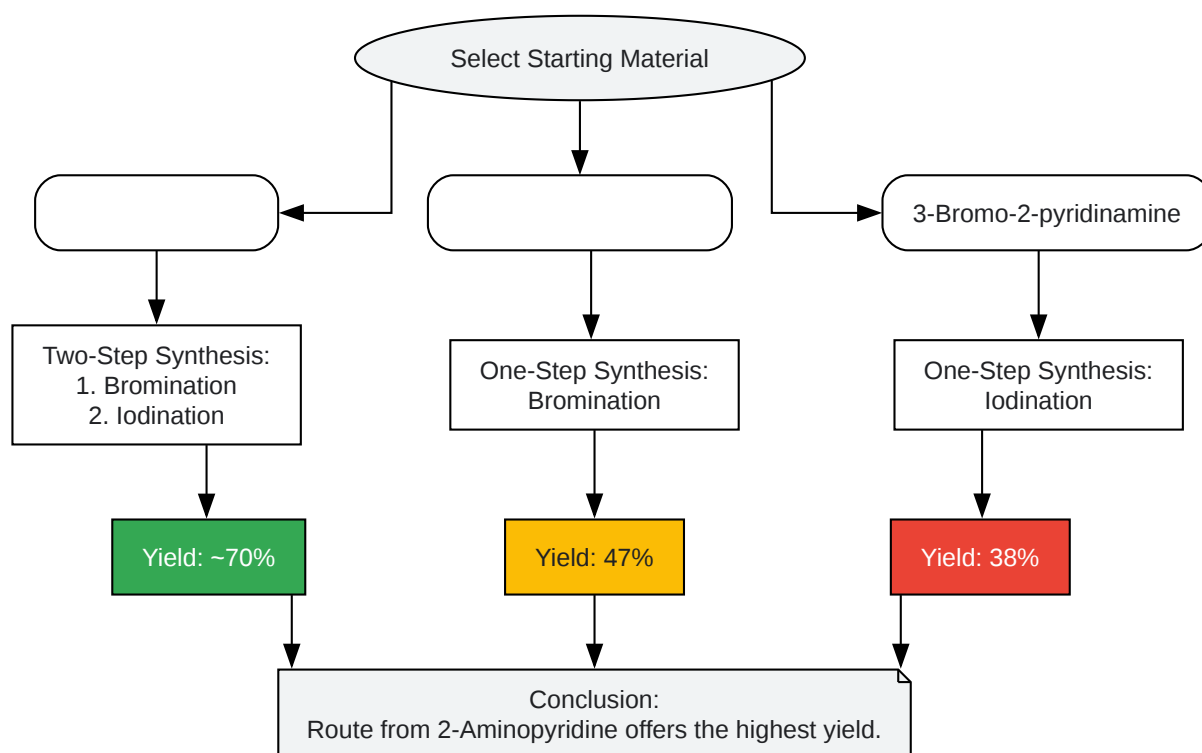 Select Starting Material
3-Bromo-2-pyridinamine
Two-Step Synthesis:
1. Bromination
2. Iodination
One-Step Synthesis:
Bromination
One-Step Synthesis:
Iodination
Yield: ~70%
Yield: 47%
Yield: 38%
Conclusion:
Route from 2-Aminopyridine offers the highest yield.